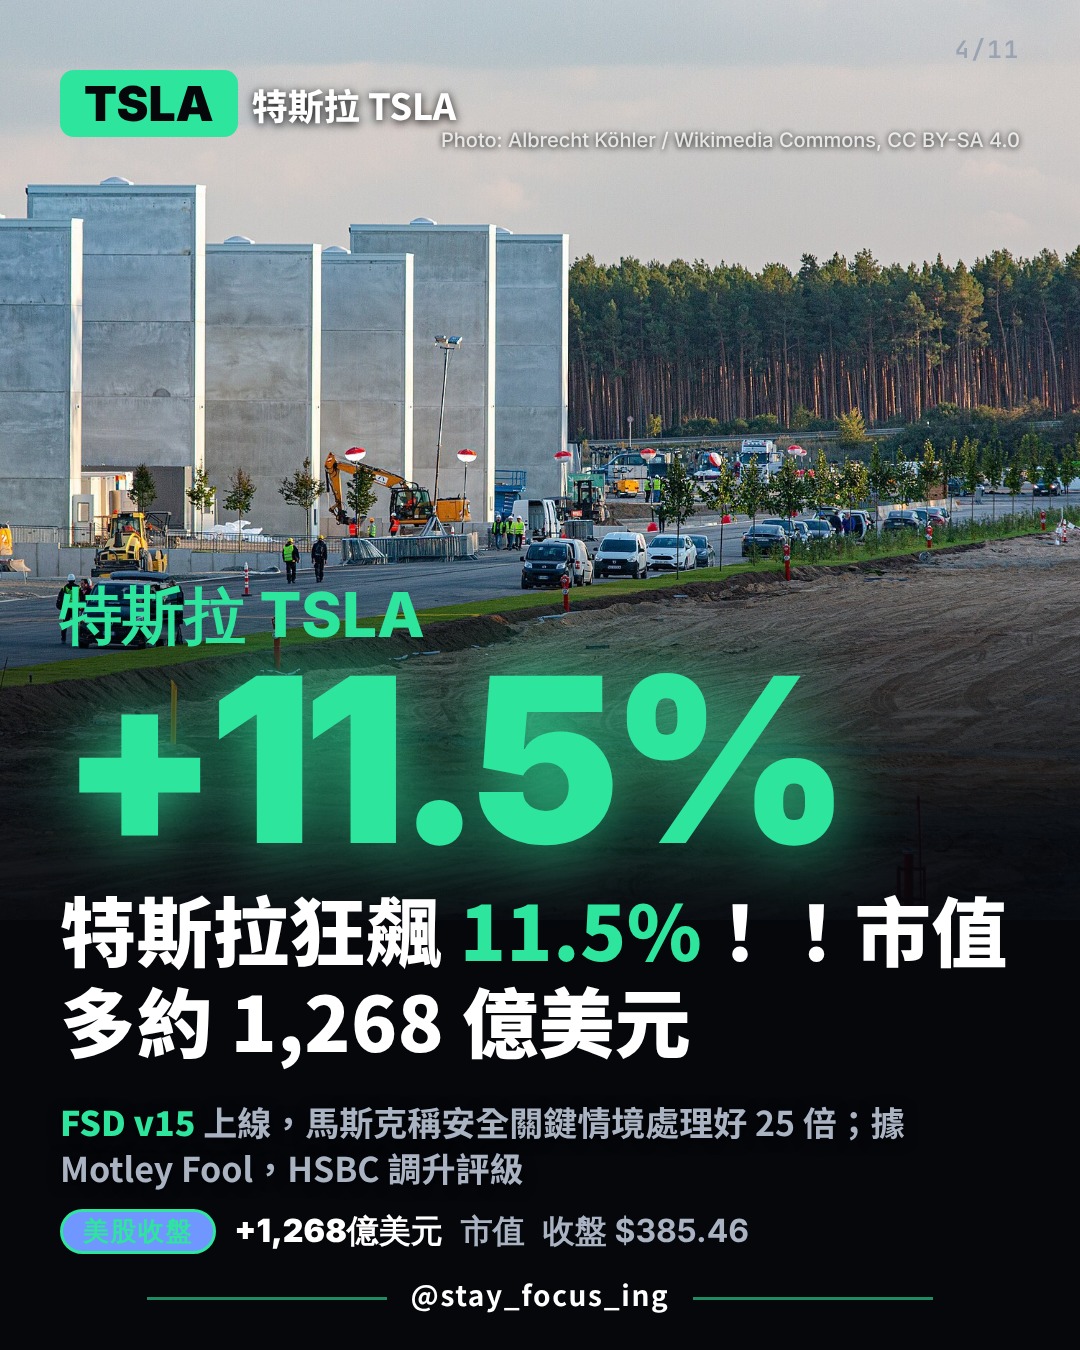 4/11
TSLA
特斯拉 TSLA
Photo: Albrecht Köhler / Wikimedia Commons, CC BY-SA 4.0
特斯拉 TSLA
+11.5%
特斯拉狂飆 11.5%！！市值
多約 1,268 億美元
FSD v15 上線，馬斯克稱安全關鍵情境處理好 25 倍；據
Motley Fool，HSBC 調升評級
美股收盤 +1,268億美元 市值 收盤 $385.46
@stay_focus_ing